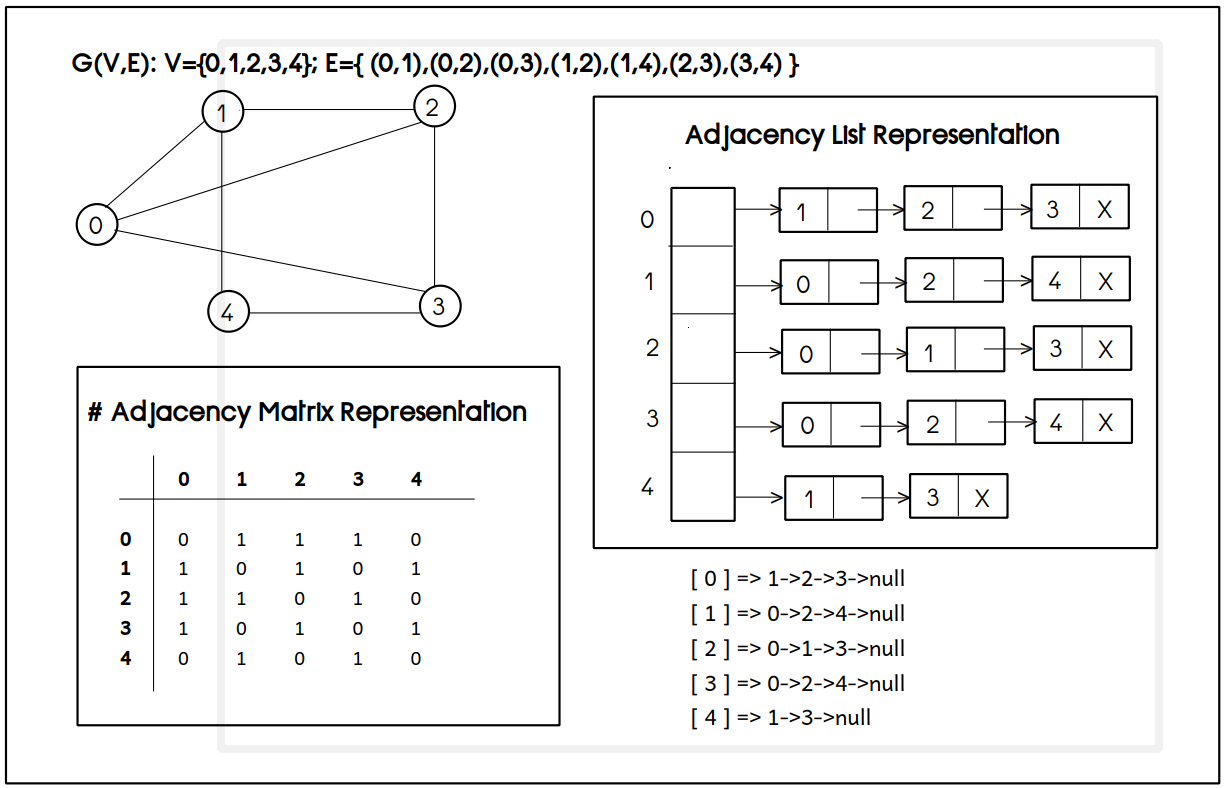 G(V,E): V={0,1,2,3,4}; E={ (0,1),(0,2),(0,3),(1,2),(1,4),(2,3),(3,4) }
1 2
0
4 3
# Adjacency Matrix Representation
0 1 2 3 4
0 0 1 1 1 0
1 1 0 1 0 1
2 1 1 0 1 0
3 1 0 1 0 1
4 0 1 0 1 0
Adjacency List Representation
0 1 2 3 X
1 0 2 4 X
2 0 1 3 X
3 0 2 4 X
4 1 3 X
[ 0 ] => 1->2->3->null
[ 1 ] => 0->2->4->null
[ 2 ] => 0->1->3->null
[ 3 ] => 0->2->4->null
[ 4 ] => 1->3->null